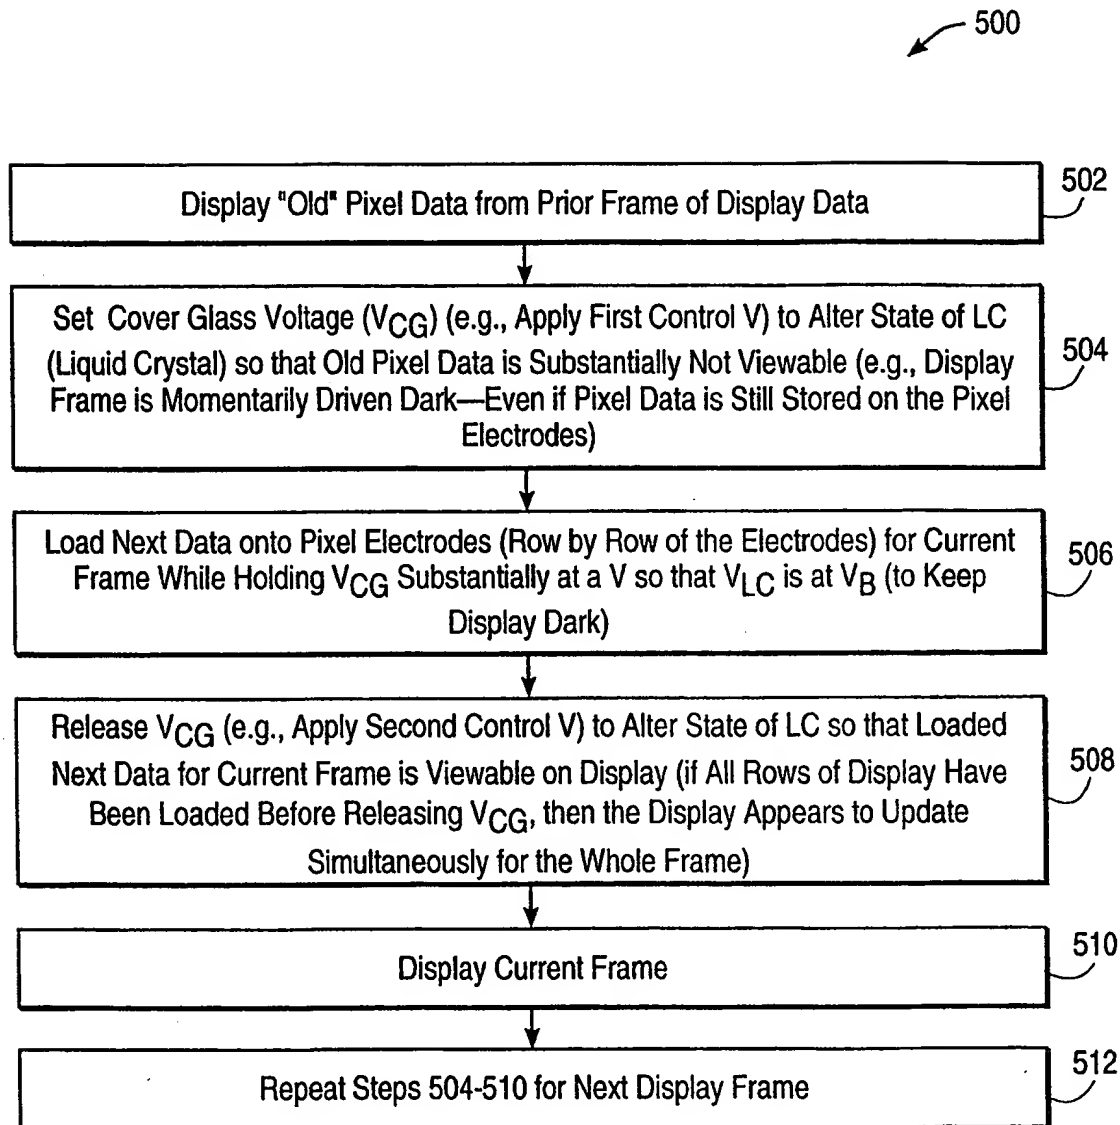 500
Display "Old" Pixel Data from Prior Frame of Display Data
502
Set Cover Glass Voltage (VCG) (e.g., Apply First Control V) to Alter State of LC
(Liquid Crystal) so that Old Pixel Data is Substantially Not Viewable (e.g., Display
Frame is Momentarily Driven Dark—Even if Pixel Data is Still Stored on the Pixel
Electrodes)
504
Load Next Data onto Pixel Electrodes (Row by Row of the Electrodes) for Current
Frame While Holding VCG Substantially at a V so that VLC is at VB (to Keep
Display Dark)
506
Release VCG (e.g., Apply Second Control V) to Alter State of LC so that Loaded
Next Data for Current Frame is Viewable on Display (if All Rows of Display Have
Been Loaded Before Releasing VCG, then the Display Appears to Update
Simultaneously for the Whole Frame)
508
Display Current Frame
510
Repeat Steps 504-510 for Next Display Frame
512